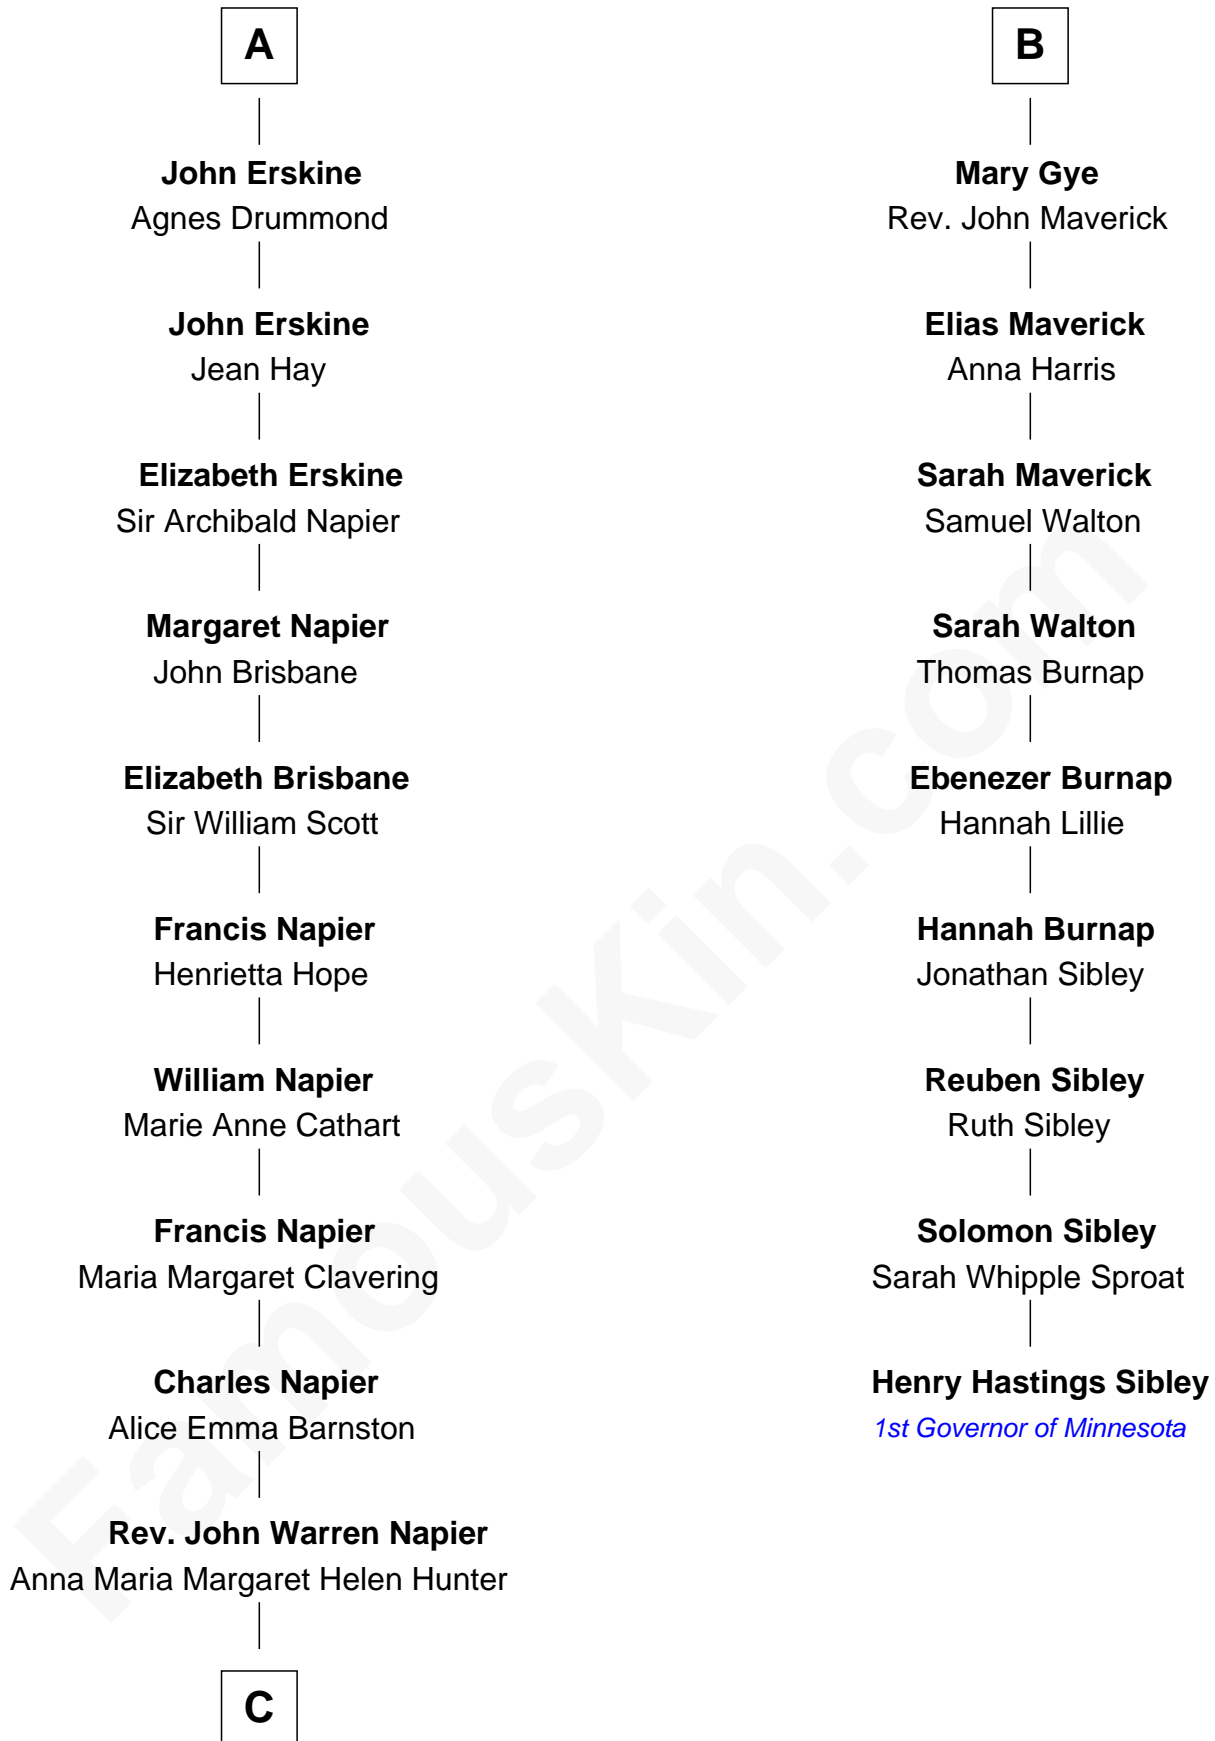 A
John Erskine
Agnes Drummond
John Erskine
Jean Hay
Elizabeth Erskine
Sir Archibald Napier
Margaret Napier
John Brisbane
Elizabeth Brisbane
Sir William Scott
Francis Napier
Henrietta Hope
William Napier
Marie Anne Cathart
Francis Napier
Maria Margaret Clavering
Charles Napier
Alice Emma Barnston
Rev. John Warren Napier
Anna Maria Margaret Helen Hunter
C
B
Mary Gye
Rev. John Maverick
Elias Maverick
Anna Harris
Sarah Maverick
Samuel Walton
Sarah Walton
Thomas Burnap
Ebenezer Burnap
Hannah Lillie
Hannah Burnap
Jonathan Sibley
Reuben Sibley
Ruth Sibley
Solomon Sibley
Sarah Whipple Sproat
Henry Hastings Sibley
1st Governor of Minnesota
FamousKin.com